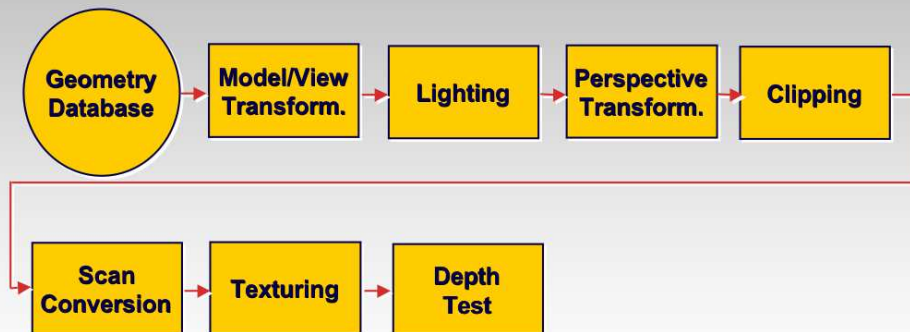 Geometry
Database
Model/View
Transform.
Lighting
Perspective
Transform.
Clipping
Scan
Conversion
Texturing
Depth
Test